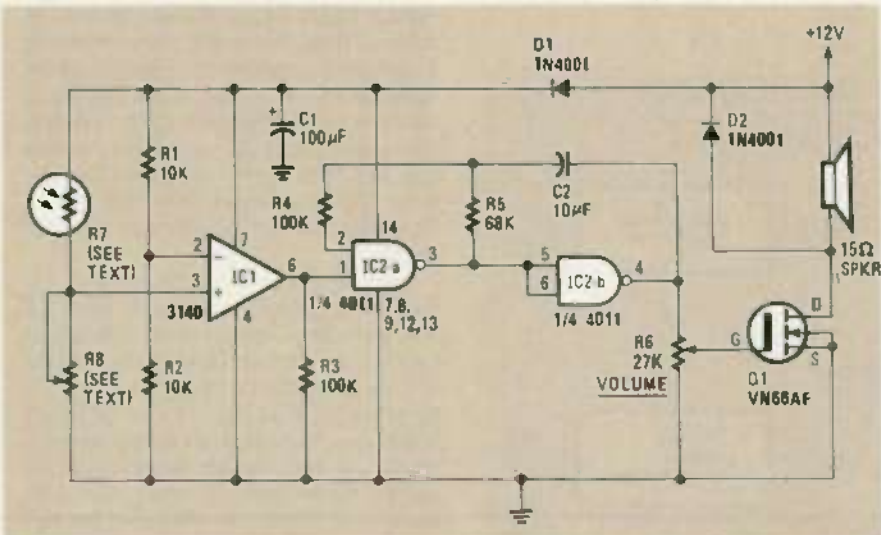 +12V
D1
1N4001
D2
1N4001
C1
100µF
R1
10K
R4
100K
R5
68K
C2
10µF
R7
(SEE
TEXT)
2
-
7
IC1
6
3
+
4
3140
14
2
1
IC2-a
3
1/4 4011
7,8,
9,12,13
5
6
IC2-b
4
1/4 4011
15Ω
SPKR
D
G
S
Q1
VN66AF
R8
(SEE
TEXT)
R2
10K
R3
100K
R6
27K
VOLUME
+